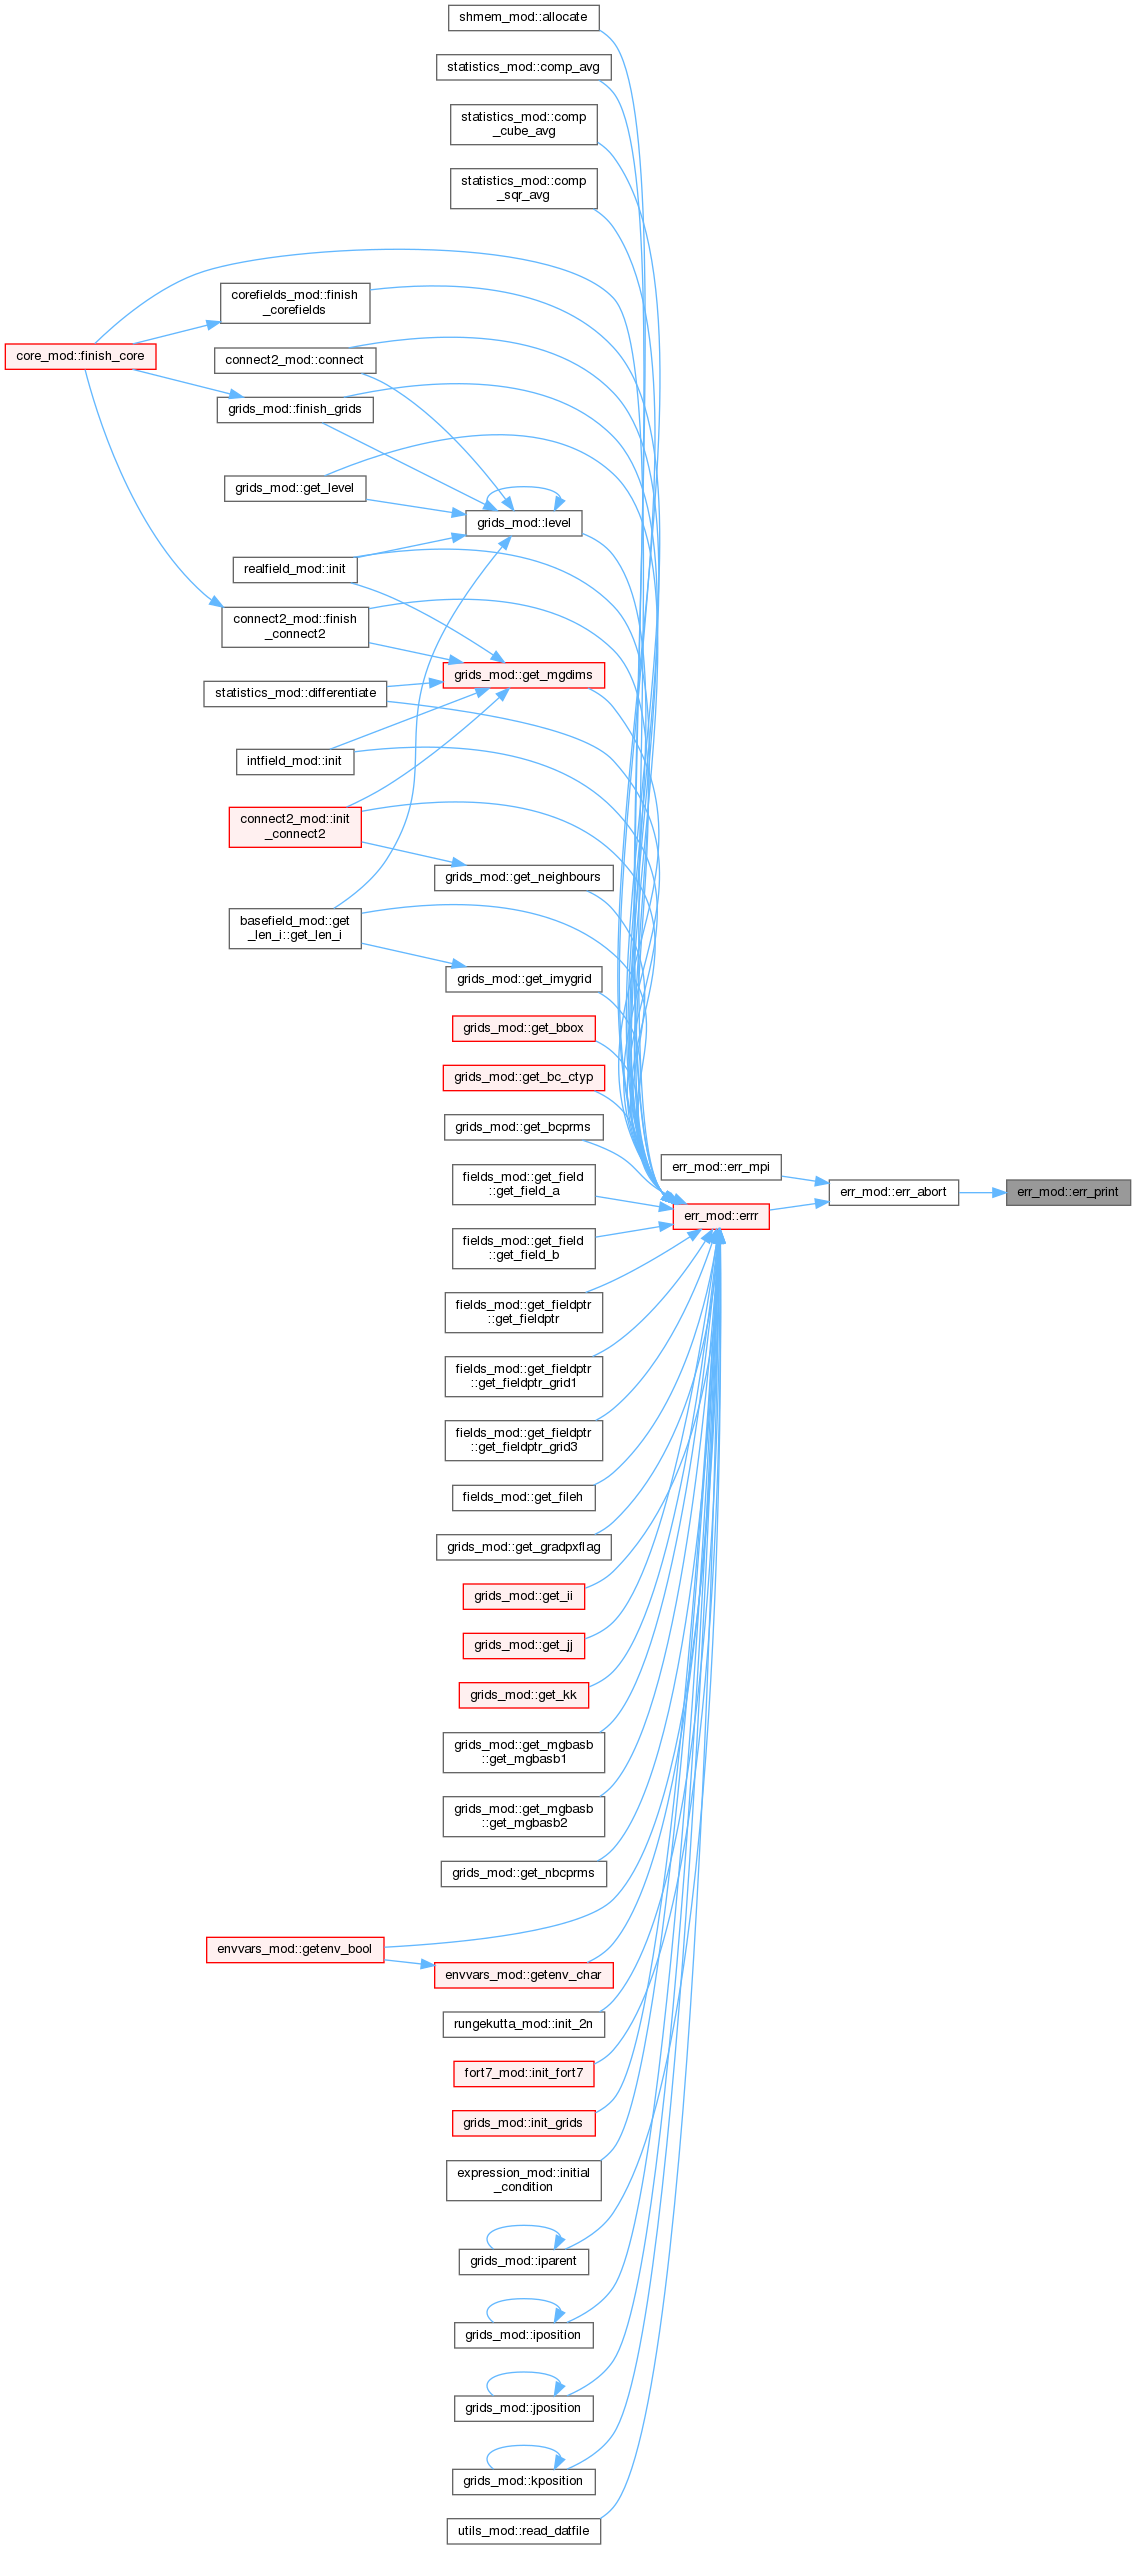 shmem_mod::allocate
statistics_mod::comp_avg
statistics_mod::comp
_cube_avg
statistics_mod::comp
_sqr_avg
corefields_mod::finish
_corefields
core_mod::finish_core
connect2_mod::connect
grids_mod::finish_grids
grids_mod::get_level
grids_mod::level
realfield_mod::init
connect2_mod::finish
_connect2
grids_mod::get_mgdims
statistics_mod::differentiate
intfield_mod::init
connect2_mod::init
_connect2
grids_mod::get_neighbours
basefield_mod::get
_len_i::get_len_i
grids_mod::get_imygrid
grids_mod::get_bbox
grids_mod::get_bc_ctyp
grids_mod::get_bcprms
err_mod::err_mpi
fields_mod::get_field
::get_field_a
err_mod::err_abort
err_mod::err_print
err_mod::errr
fields_mod::get_field
::get_field_b
fields_mod::get_fieldptr
::get_fieldptr
fields_mod::get_fieldptr
::get_fieldptr_grid1
fields_mod::get_fieldptr
::get_fieldptr_grid3
fields_mod::get_fileh
grids_mod::get_gradpxflag
grids_mod::get_ii
grids_mod::get_jj
grids_mod::get_kk
grids_mod::get_mgbasb
::get_mgbasb1
grids_mod::get_mgbasb
::get_mgbasb2
grids_mod::get_nbcprms
envvars_mod::getenv_bool
envvars_mod::getenv_char
rungekutta_mod::init_2n
fort7_mod::init_fort7
grids_mod::init_grids
expression_mod::initial
_condition
grids_mod::iparent
grids_mod::iposition
grids_mod::jposition
grids_mod::kposition
utils_mod::read_datfile